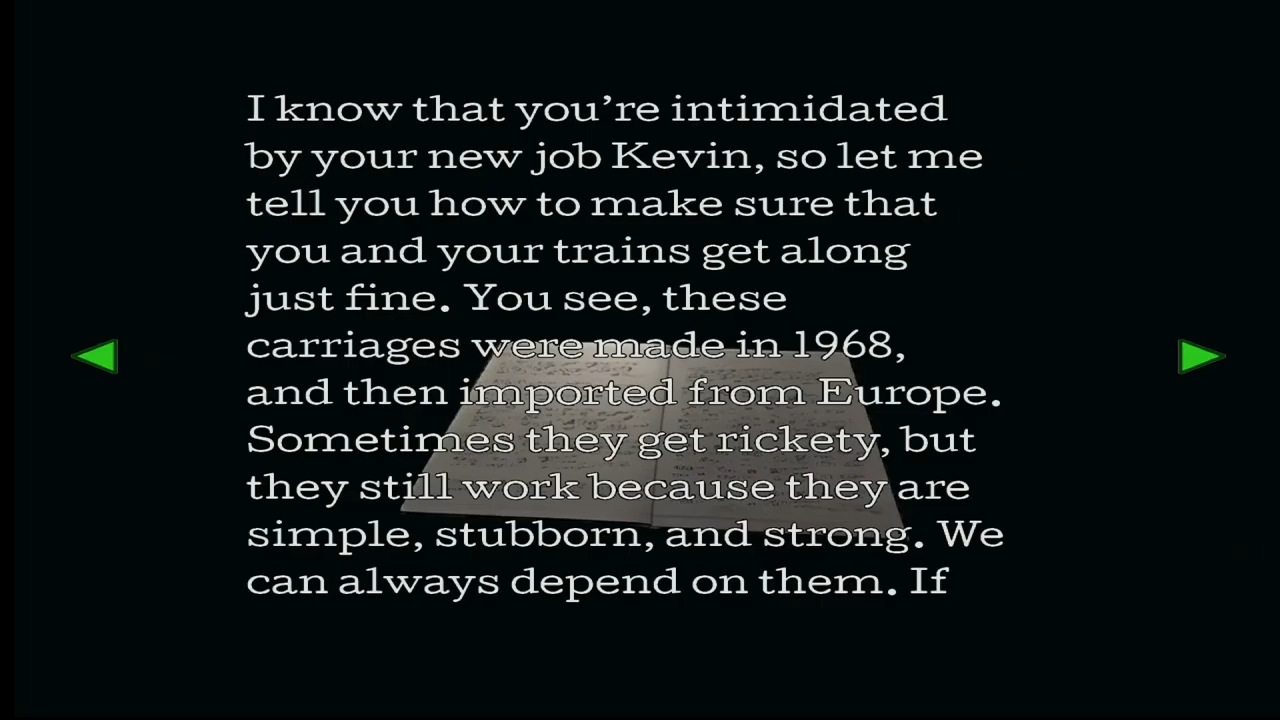 I know that you're intimidated
by your new job Kevin, so let me
tell you how to make sure that
you and your trains get along
just fine. You see, these
carriages were made in 1968,
and then imported from Europe.
Sometimes they get rickety, but
they still work because they are
simple, stubborn, and strong. We
can always depend on them. If